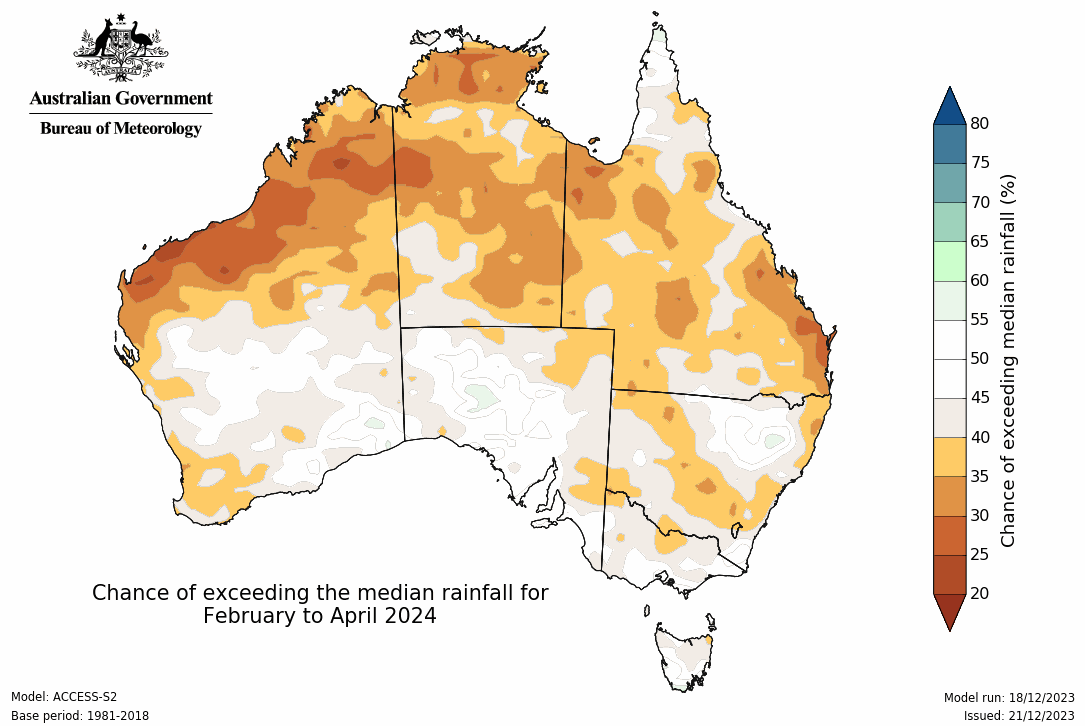 Australian Government
Bureau of Meteorology
80
75
70
65
60
55
50
45
40
35
30
25
20
Chance of exceeding median rainfall (%)
Chance of exceeding the median rainfall for
February to April 2024
Model: ACCESS-S2
Base period: 1981-2018
Model run: 18/12/2023
Issued: 21/12/2023